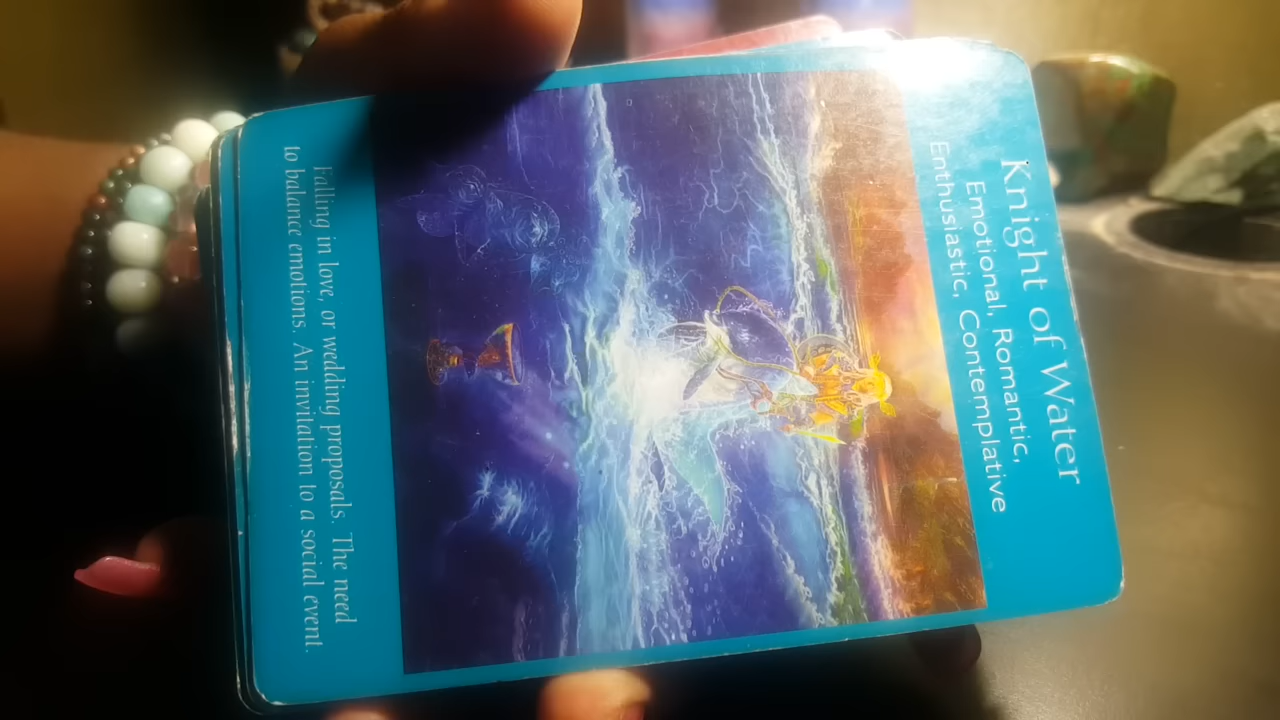 Knight of Water
Emotional, Romantic,
Enthusiastic, Contemplative
Falling in love, or wedding proposals. The need
to balance emotions. An invitation to a social event.